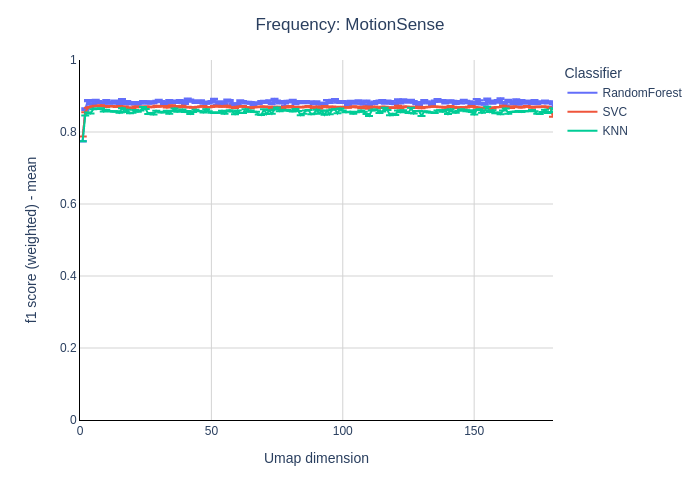 Frequency: MotionSense
Classifier
RandomForest
SVC
KNN
f1 score (weighted) - mean
1
0.8
0.6
0.4
0.2
0
0
50
100
150
Umap dimension